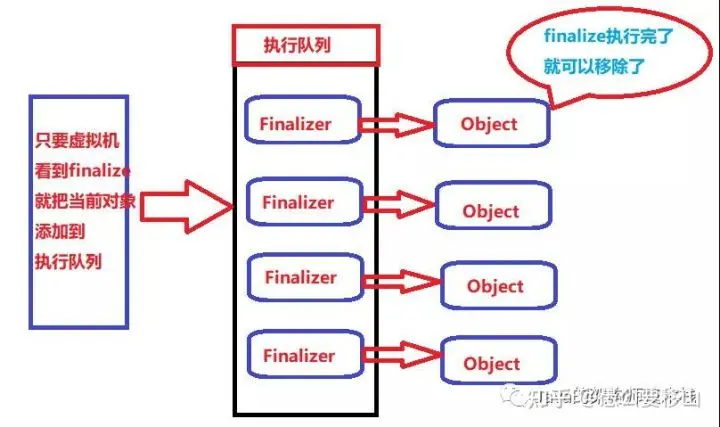 执行队列
finalize执行完了
就可以移除了
只要虚拟机
看到finalize
就把当前对象
添加到
执行队列
Finalizer
Object
Finalizer
Object
Finalizer
Object
Finalizer
Object
知乎